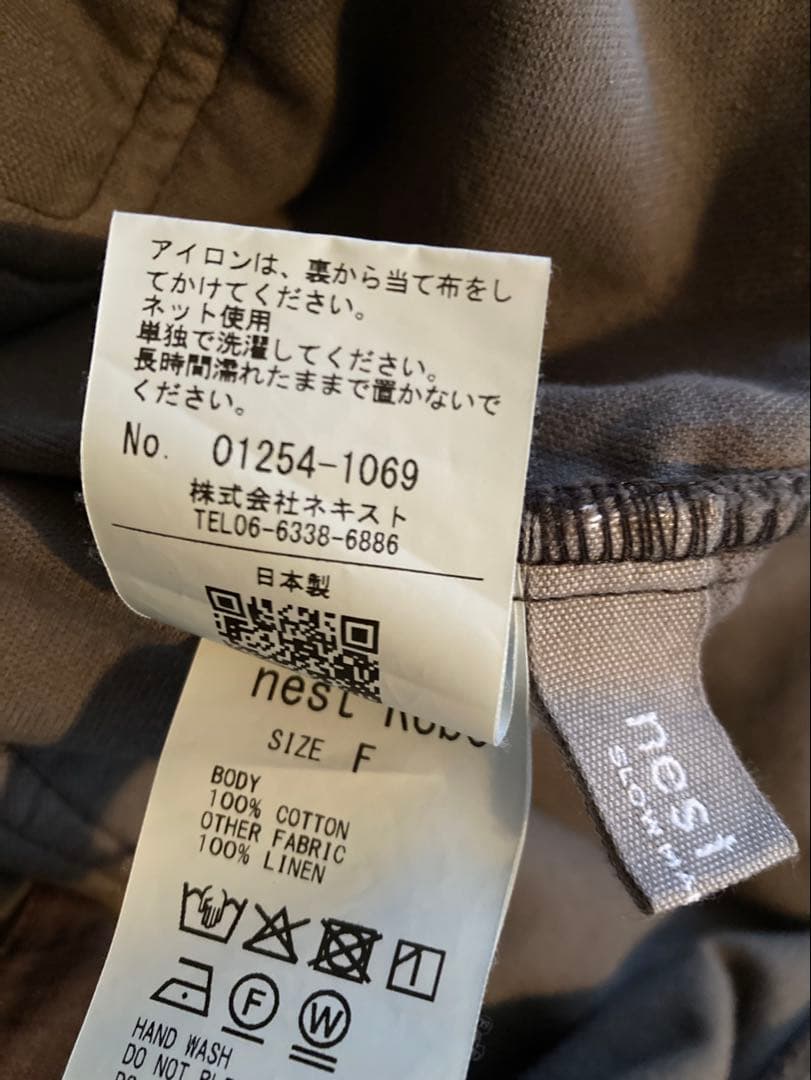 アイロンは、裏から当て布をし
てかけてください。
ネット使用
単独で洗濯してください。
長時間濡れたままで置かないで
ください。
No. 01254-1069
株式会社ネキスト
TEL06-6338-6886
日本製
nest Robe
SIZE F
BODY
100% COTTON
OTHER FABRIC
100% LINEN
F
W
HAND WASH
DO NOT
nest
SLOW